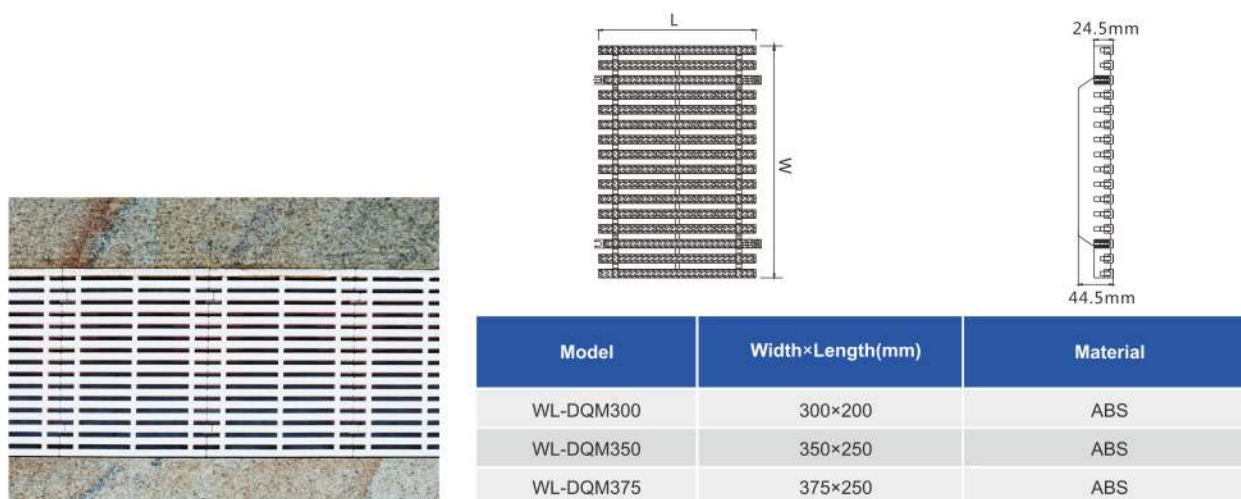 L
24.5mm
W
44.5mm
Model Width×Length(mm) Material
WL-DQM300 300×200 ABS
WL-DQM350 350×250 ABS
WL-DQM375 375×250 ABS